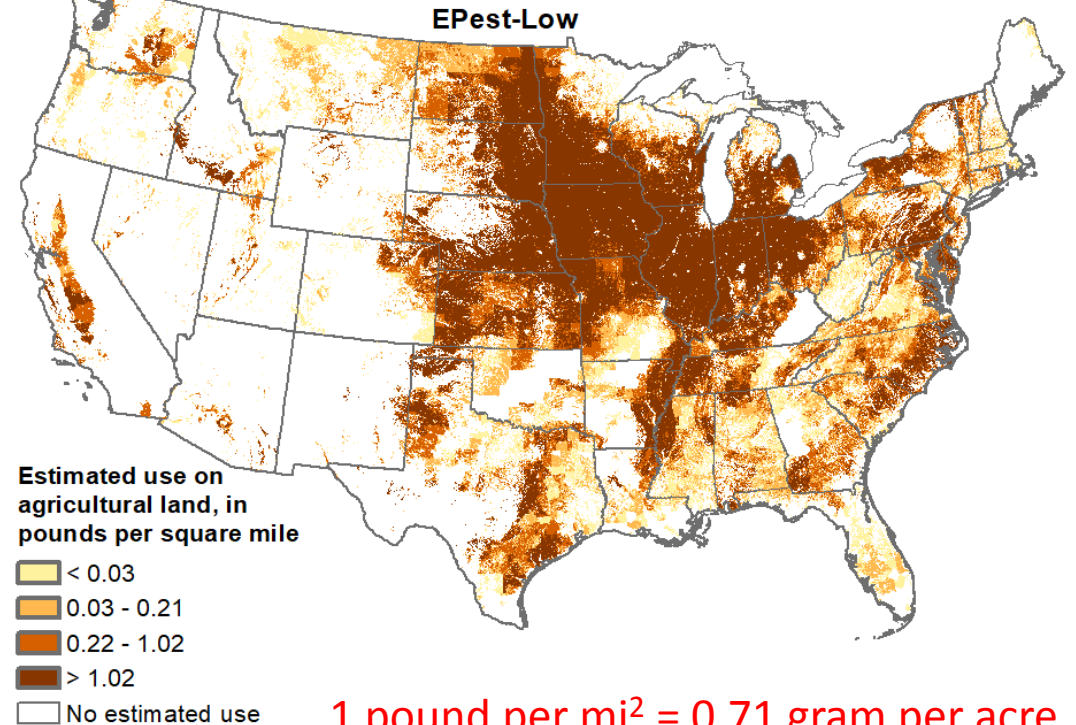 EPest-Low
Estimated use on
agricultural land, in
pounds per square mile
< 0.03
0.03 - 0.21
0.22 - 1.02
> 1.02
No estimated use
1 pound per mi² = 0.71 gram per acre